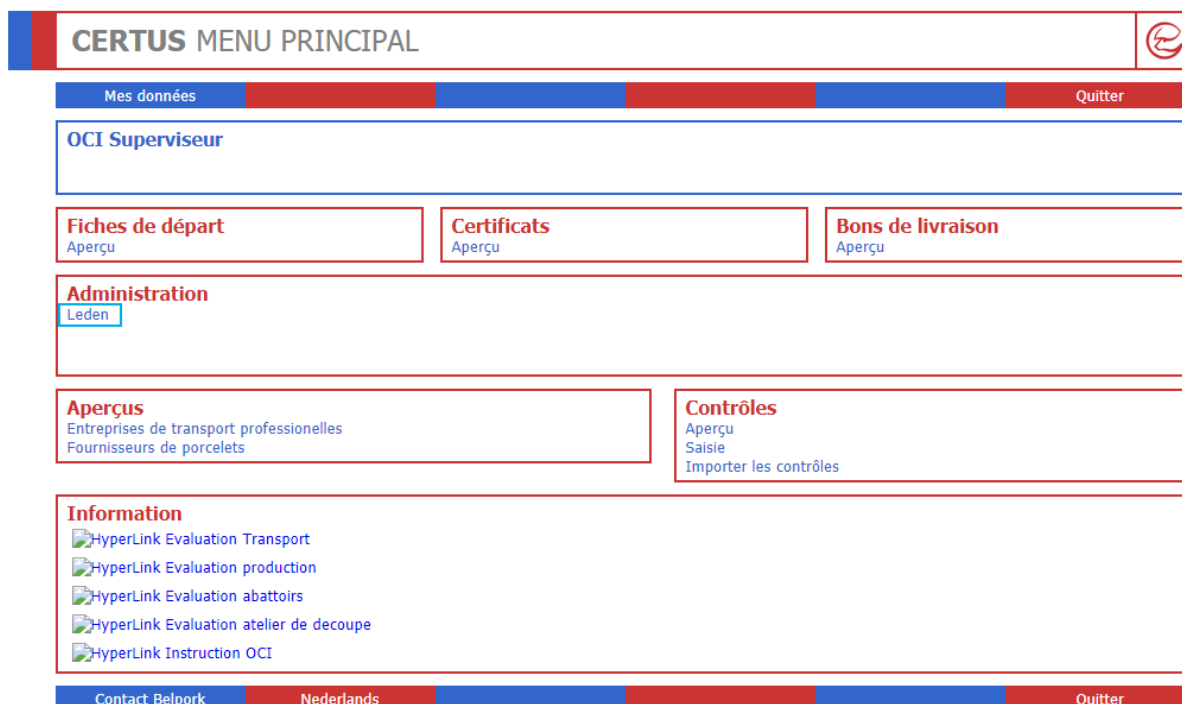 CERTUS MENU PRINCIPAL
Mes données
Quitter
OCI Superviseur
Fiches de départ
Aperçu
Certificats
Aperçu
Bons de livraison
Aperçu
Administration
Leden
Aperçus
Entreprises de transport professionelles
Fournisseurs de porcelets
Contrôles
Aperçu
Saisie
Importer les contrôles
Information
HyperLink Evaluation Transport
HyperLink Evaluation production
HyperLink Evaluation abattoirs
HyperLink Evaluation atelier de decoupe
HyperLink Instruction OCI
Contact Belpork
Nederlands
Quitter